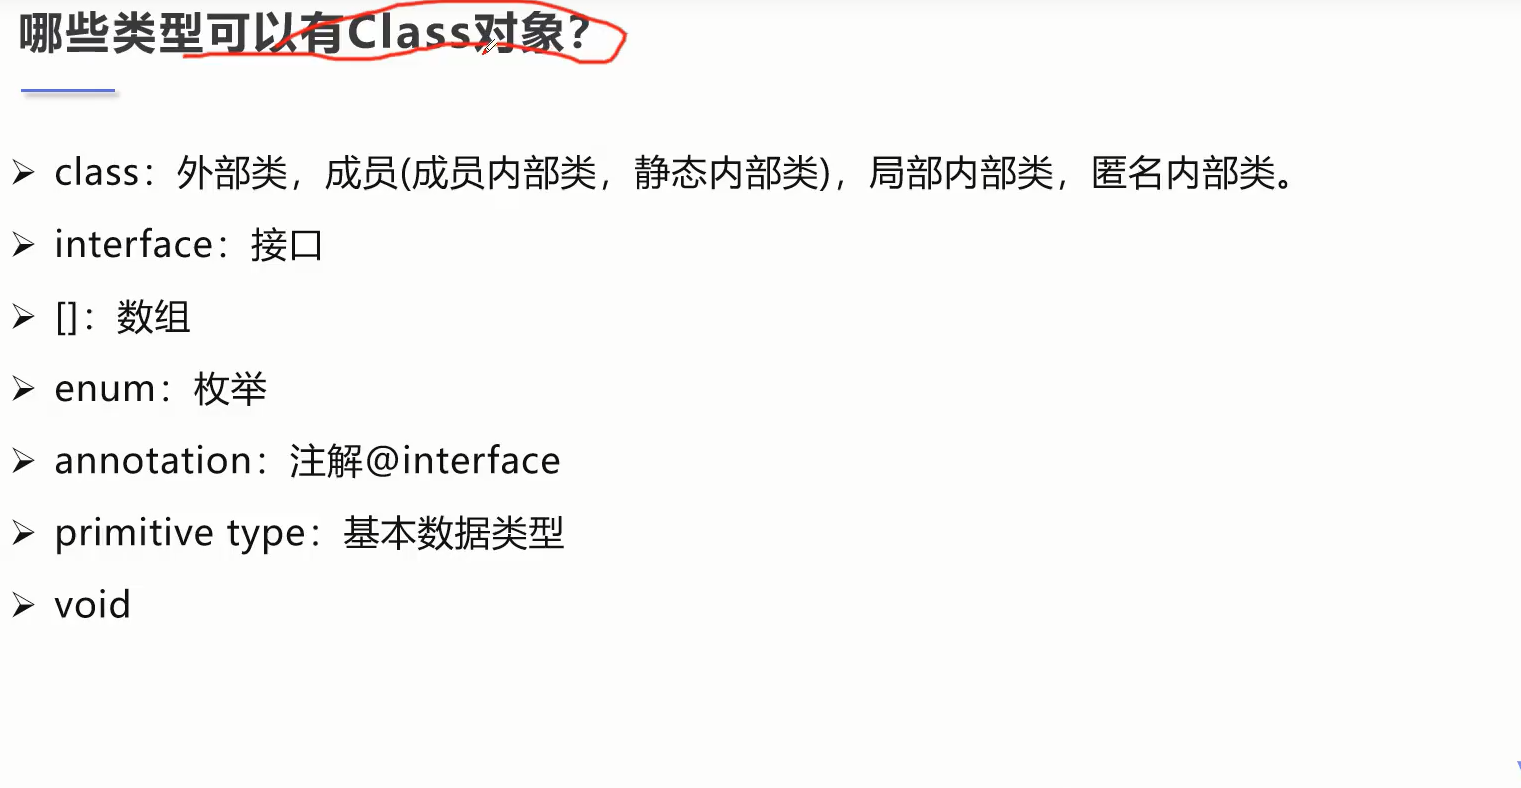 哪些类型可以有Class对象？
class：外部类，成员(成员内部类，静态内部类)，局部内部类，匿名内部类。
interface：接口
[]：数组
enum：枚举
annotation：注解@interface
primitive type：基本数据类型
void